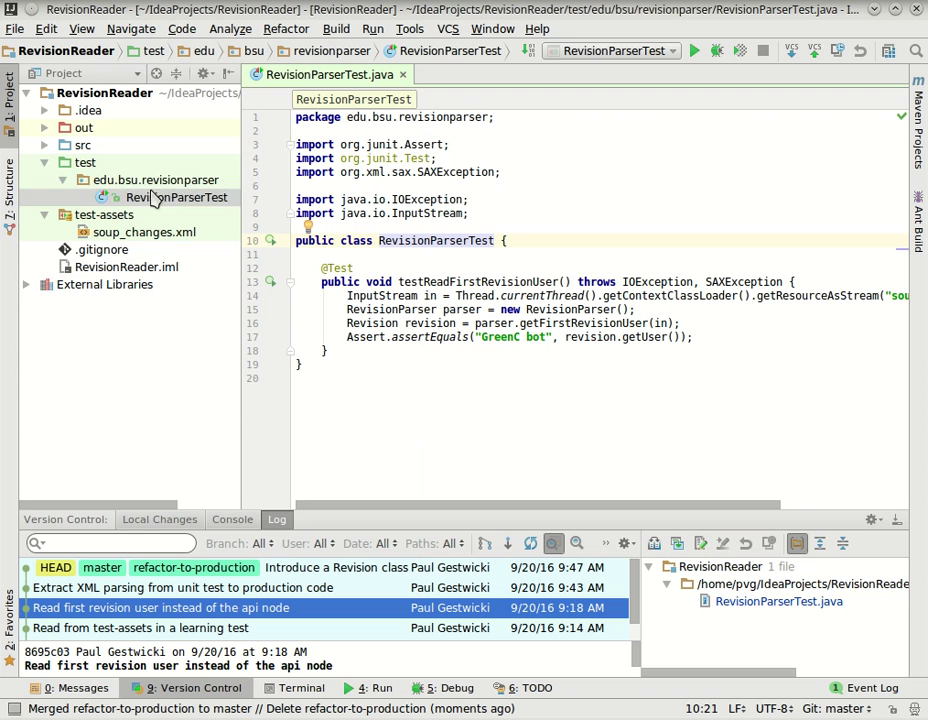 RevisionReader - [~/IdeaProjects/RevisionReader] - [RevisionReader] - ~/IdeaProjects/RevisionReader/test/edu/bsu/revisionparser/RevisionParserTest.java - I...
File Edit View Navigate Code Analyze Refactor Build Run Tools VCS Window Help
RevisionReader test edu bsu revisionparser RevisionParserTest RevisionParserTest VCS VCS
Project RevisionParserTest.java
RevisionReader ~/IdeaProjects/
.idea
out
src
test
edu.bsu.revisionparser
RevisionParserTest
test-assets
soup_changes.xml
.gitignore
RevisionReader.iml
External Libraries
1: Project
7: Structure
2: Favorites
Maven Projects
Ant Build
RevisionParserTest
1 package edu.bsu.revisionparser;
2
3 import org.junit.Assert;
4 import org.junit.Test;
5 import org.xml.sax.SAXException;
6
7 import java.io.IOException;
8 import java.io.InputStream;
9
10 public class RevisionParserTest {
11
12 @Test
13 public void testReadFirstRevisionUser() throws IOException, SAXException {
14 InputStream in = Thread.currentThread().getContextClassLoader().getResourceAsStream("sou
15 RevisionParser parser = new RevisionParser();
16 Revision revision = parser.getFirstRevisionUser(in);
17 Assert.assertEquals("GreenC bot", revision.getUser());
18 }
19 }
20
Version Control: Local Changes Console Log
Branch: All User: All Date: All Paths: All
HEAD master refactor-to-production Introduce a Revision class Paul Gestwicki 9/20/16 9:47 AM
Extract XML parsing from unit test to production code Paul Gestwicki 9/20/16 9:43 AM
Read first revision user instead of the api node Paul Gestwicki 9/20/16 9:18 AM
Read from test-assets in a learning test Paul Gestwicki 9/20/16 9:14 AM
8695c03 Paul Gestwicki on 9/20/16 at 9:18 AM
Read first revision user instead of the api node
RevisionReader 1 file
/home/pvg/IdeaProjects/RevisionReade
RevisionParserTest.java
0: Messages 9: Version Control Terminal 4: Run 5: Debug 6: TODO 1 Event Log
Merged refactor-to-production to master // Delete refactor-to-production (moments ago) 10:21 LF UTF-8 Git: master